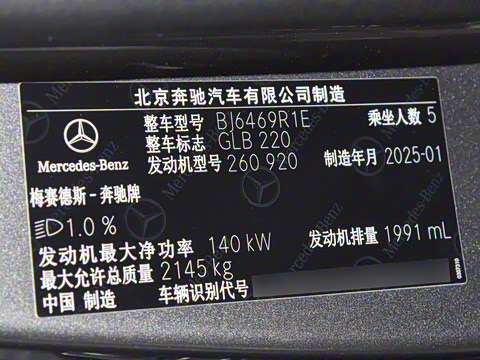 北京奔驰汽车有限公司制造
整车型号 BJ6469R1E 乘坐人数 5
整车标志 GLB 220
Mercedes-Benz
发动机型号 260 920 制造年月 2025-01
梅赛德斯-奔驰牌
1.0 %
发动机最大净功率 140 kW 发动机排量 1991 mL
最大允许总质量 2145 kg
中国 制造 车辆识别代号